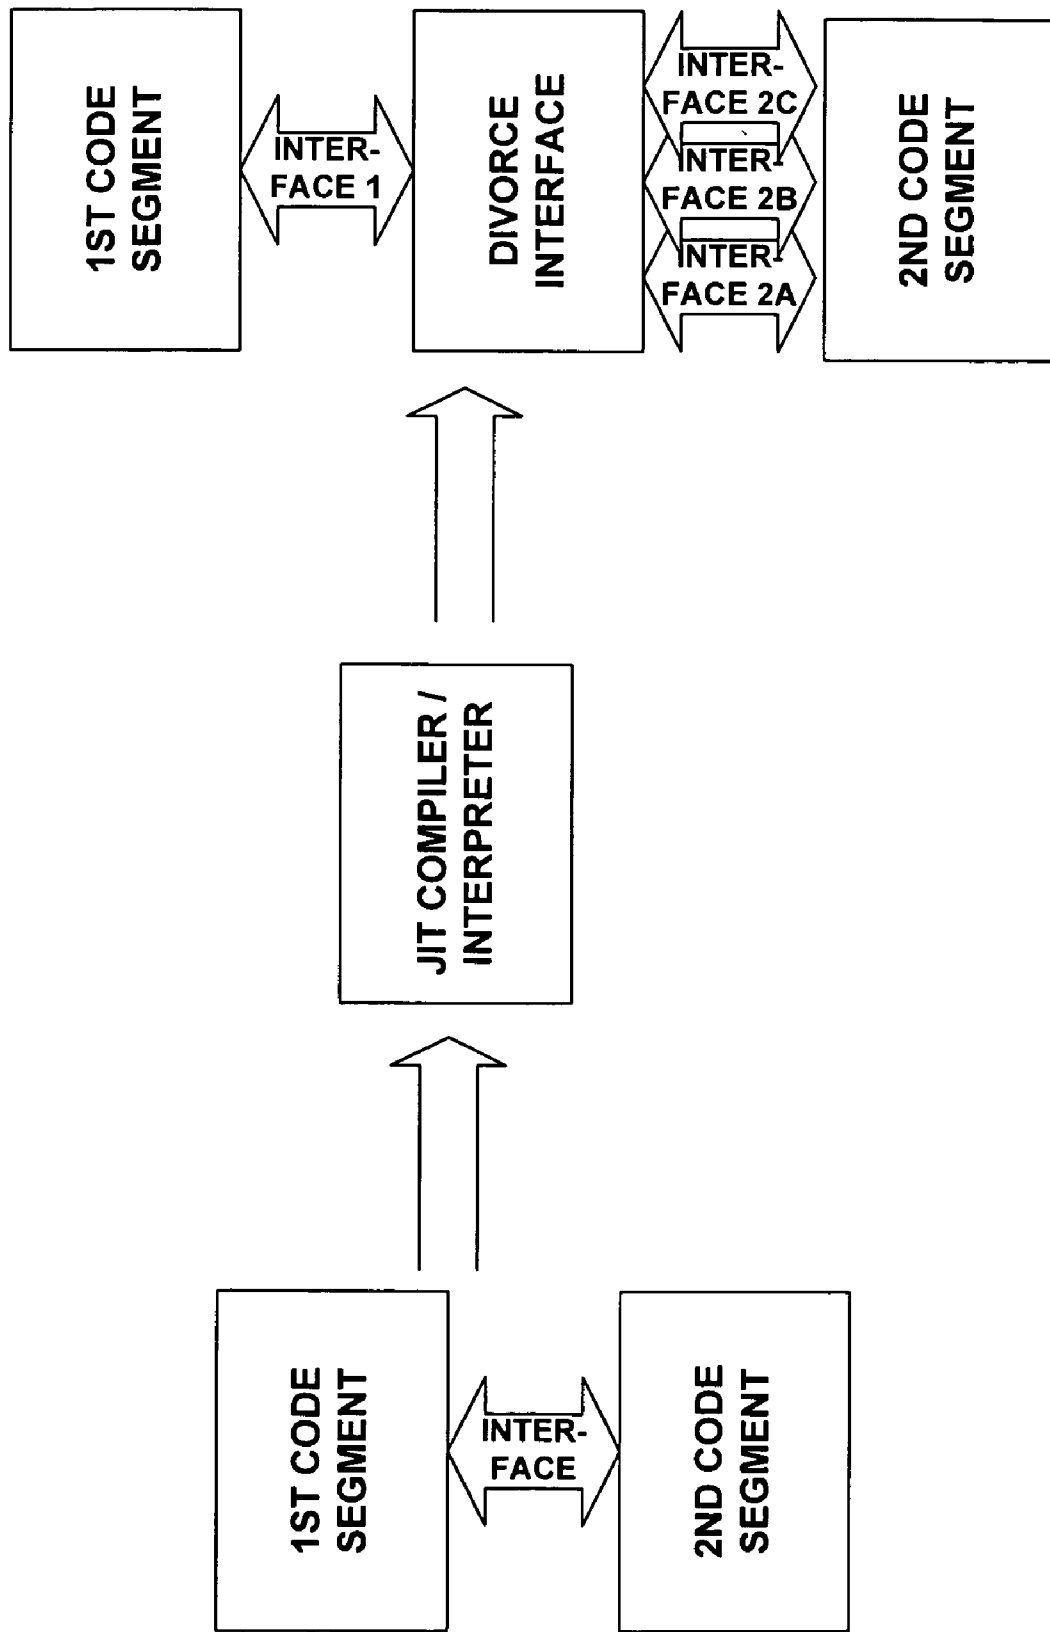 1ST CODE
SEGMENT
INTER-
FACE 1
DIVORCE
INTERFACE
INTER-
FACE 2C
INTER-
FACE 2B
INTER-
FACE 2A
2ND CODE
SEGMENT
JIT COMPILER /
INTERPRETER
1ST CODE
SEGMENT
INTER-
FACE
2ND CODE
SEGMENT